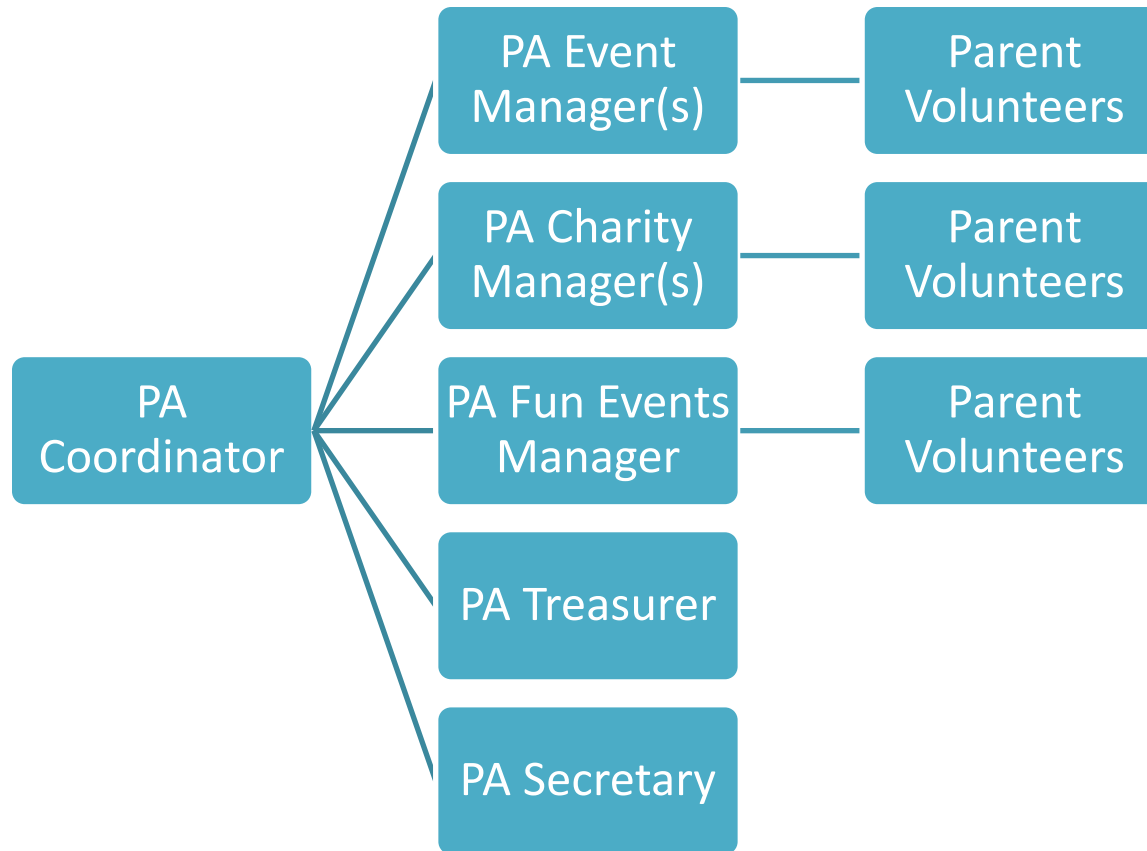 PA Event
Manager(s)
Parent
Volunteers
PA Charity
Manager(s)
Parent
Volunteers
PA
Coordinator
PA Fun Events
Manager
Parent
Volunteers
PA Treasurer
PA Secretary